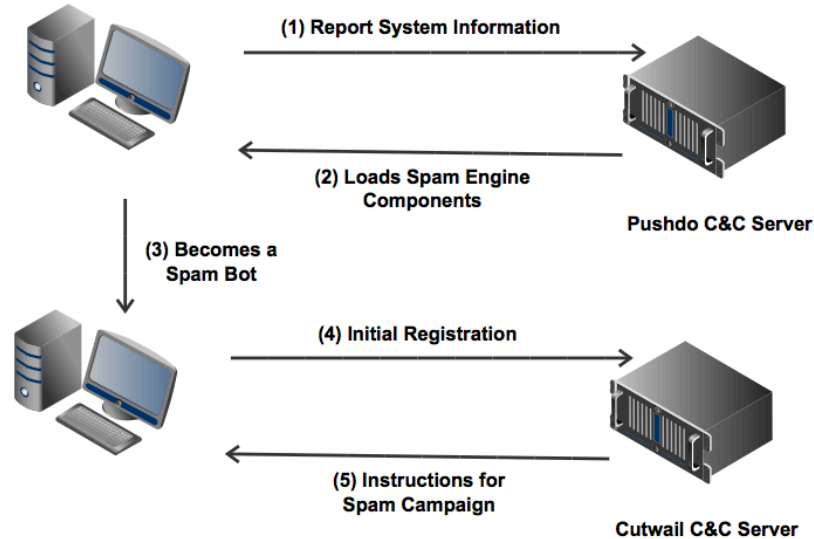 (1) Report System Information
(2) Loads Spam Engine
Components
Pushdo C&C Server
(3) Becomes a
Spam Bot
(4) Initial Registration
(5) Instructions for
Spam Campaign
Cutwail C&C Server